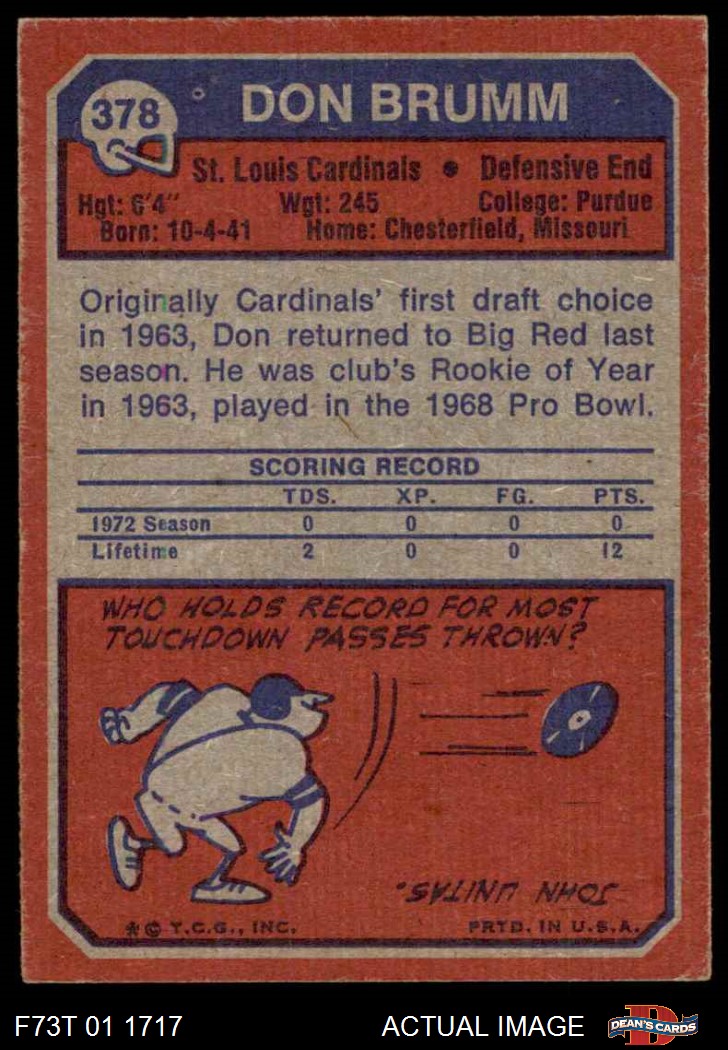 378
DON BRUMM
St. Louis Cardinals • Defensive End
Hgt: 6'4" Wgt: 245 College: Purdue
Born: 10-4-41 Home: Chesterfield, Missouri
Originally Cardinals' first draft choice
in 1963, Don returned to Big Red last
season. He was club's Rookie of Year
in 1963, played in the 1968 Pro Bowl.
SCORING RECORD
TDS. XP. FG. PTS.
1972 Season 0 0 0 0
Lifetime 2 0 0 12
WHO HOLDS RECORD FOR MOST
TOUCHDOWN PASSES THROWN?
JOHN UNITAS.
* © T.C.G., INC. PRTD. IN U.S.A.
F73T 01 1717 ACTUAL IMAGE D DEAN'S CARDS